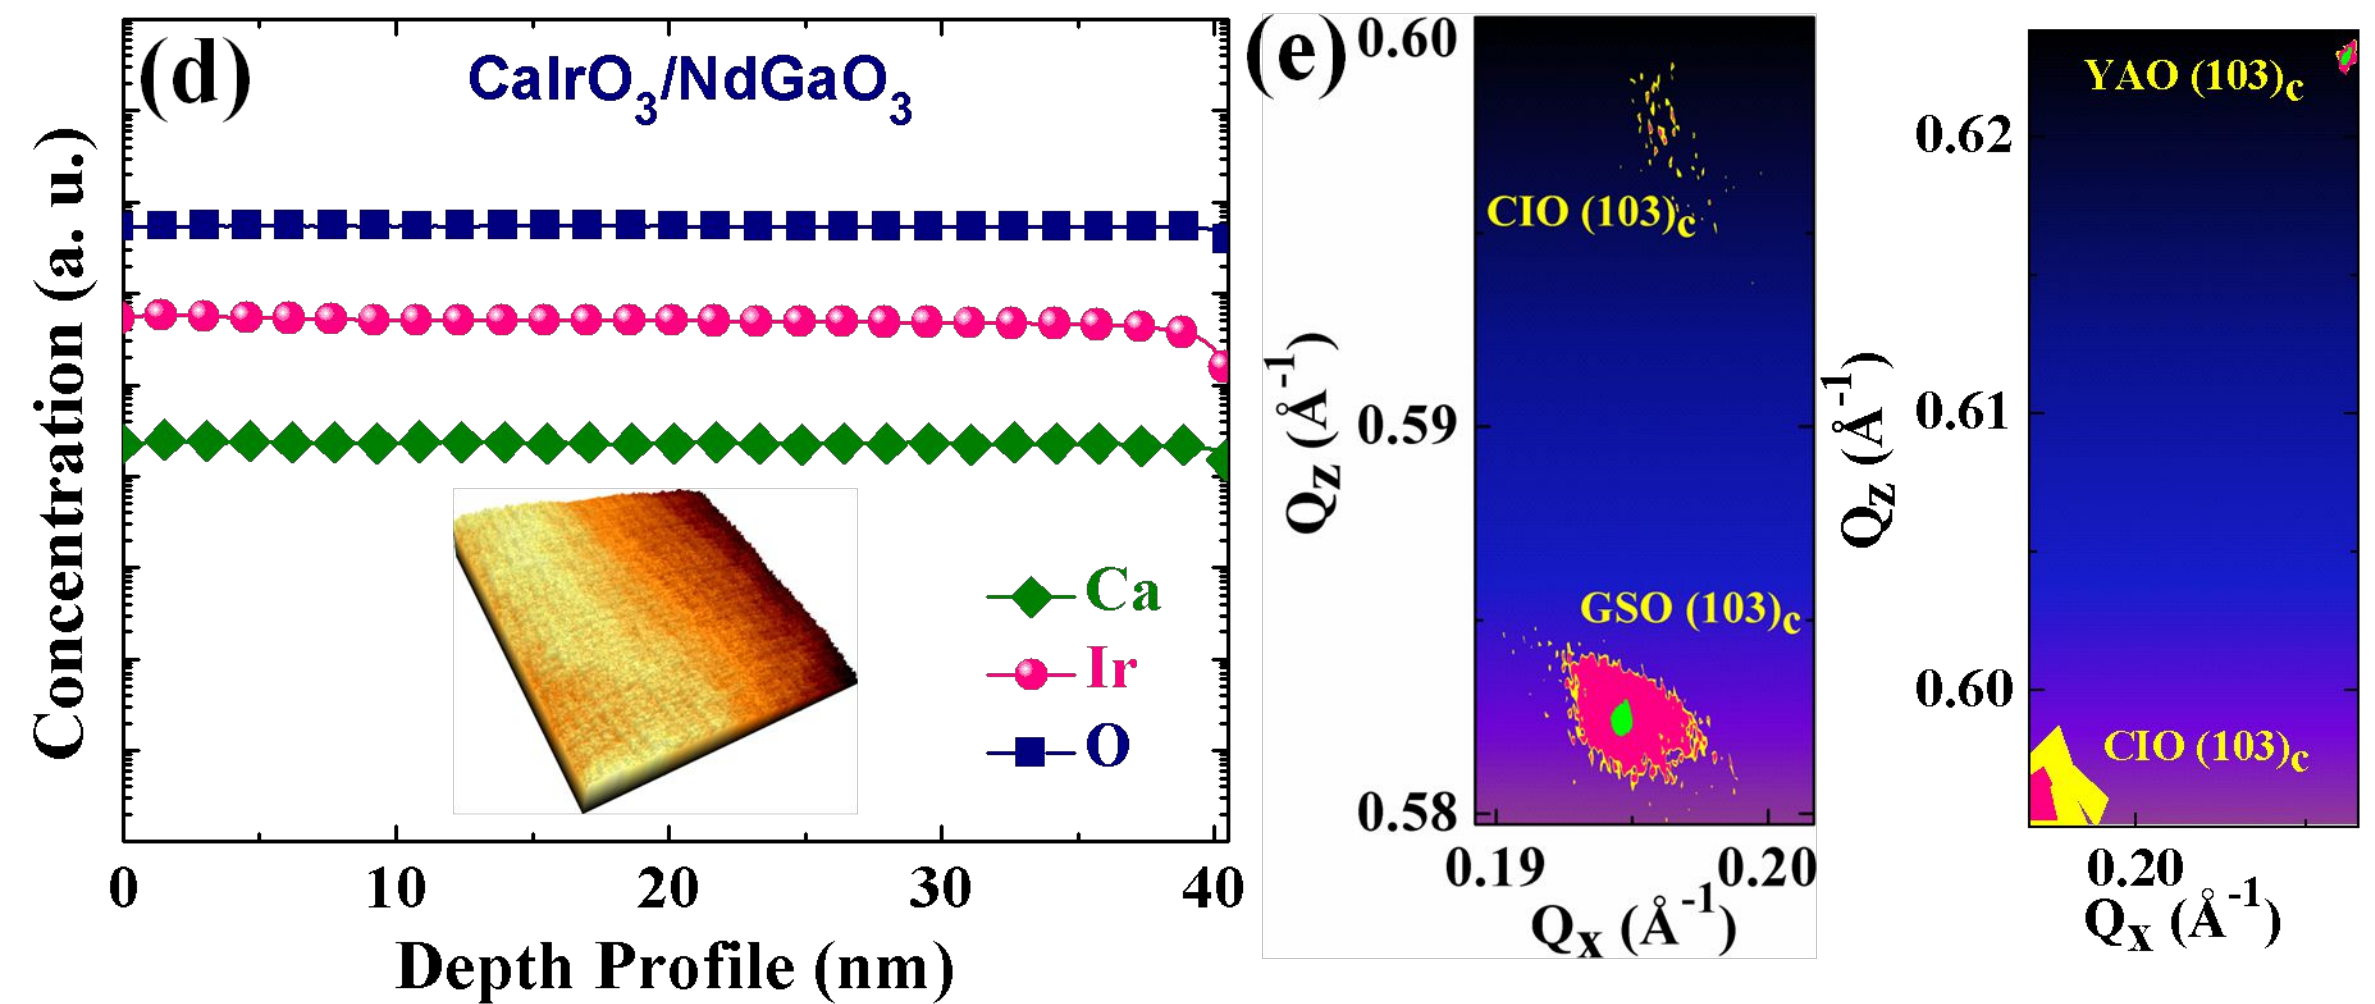 (d)
CaIrO3/NdGaO3
Concentration (a. u.)
Ca
Ir
O
0 10 20 30 40
Depth Profile (nm)
(e)
0.60
0.59
0.58
Qz (Å-1)
CIO (103)c
GSO (103)c
0.19 0.20
Qx (Å-1)
0.62
0.61
0.60
Qz (Å-1)
YAO (103)c
CIO (103)c
0.20
Qx (Å-1)